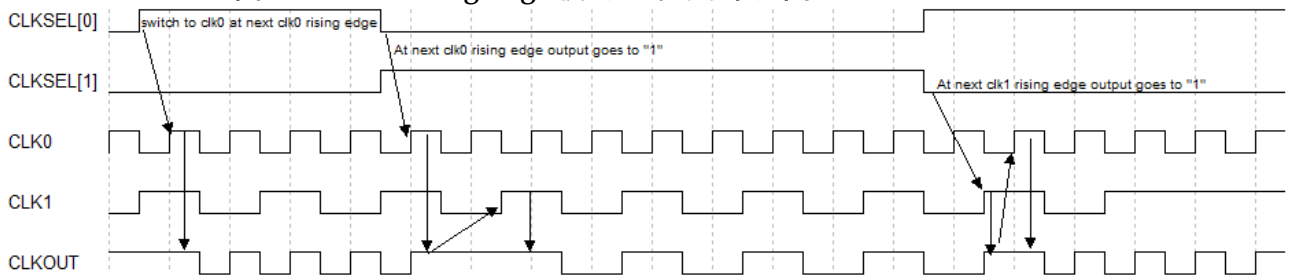 CLKSEL[0]
switch to clk0 at next clk0 rising edge
At next clk0 rising edge output goes to "1"
CLKSEL[1]
At next clk1 rising edge output goes to "1"
CLK0
CLK1
CLKOUT